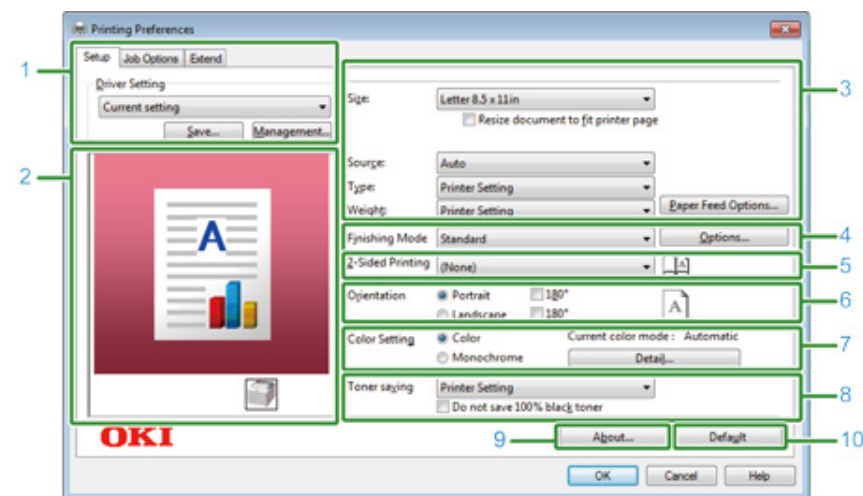 Printing Preferences
Setup Job Options Extend
1
Driver Setting
Current setting
Save... Management...
2
A
OKI
Size: Letter 8.5 x 11in
3
Resize document to fit printer page
Source: Auto
Type: Printer Setting
Weight: Printer Setting Paper Feed Options...
Finishing Mode Standard Options... 4
2-Sided Printing (None) A 5
Orientation Portrait 180° A 6
Landscape 180°
Color Setting Color Current color mode : Automatic 7
Monochrome Detail...
Toner saving Printer Setting 8
Do not save 100% black toner
9 About... Default 10
OK Cancel Help